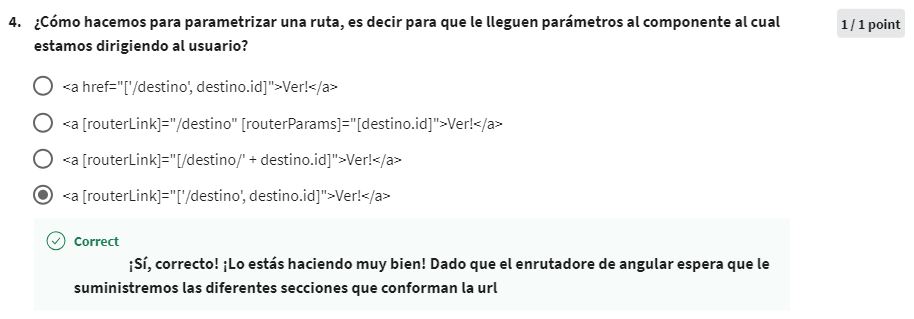 4. ¿Cómo hacemos para parametrizar una ruta, es decir para que le lleguen parámetros al componente al cual
estamos dirigiendo al usuario?
1 / 1 point
<a href="['/destino', destino.id]">Ver!</a>
<a [routerLink]="/destino" [routerParams]="[destino.id]">Ver!</a>
<a [routerLink]="[/destino/' + destino.id]">Ver!</a>
<a [routerLink]="['/destino', destino.id]">Ver!</a>
Correct
¡Sí, correcto! ¡Lo estás haciendo muy bien! Dado que el enrutadore de angular espera que le
suministremos las diferentes secciones que conforman la url